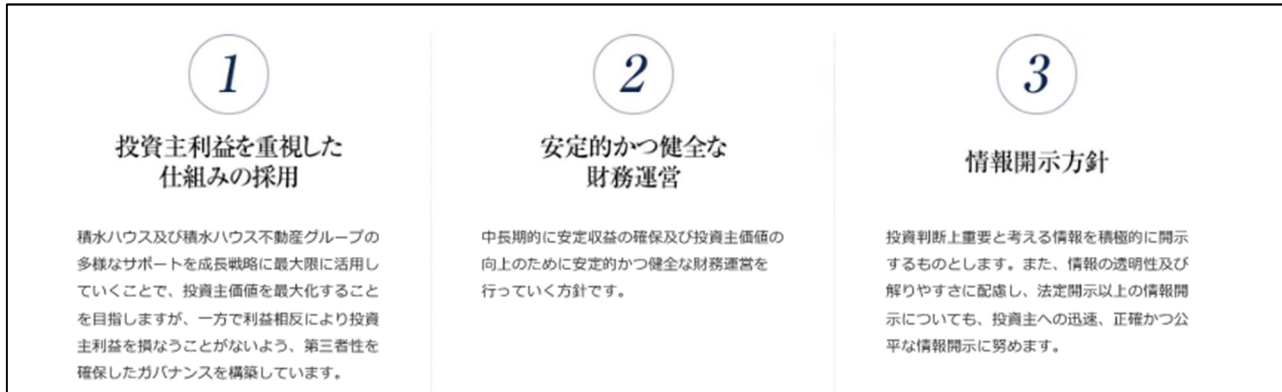 1
投資主利益を重視した
仕組みの採用
積水ハウス及び積水ハウス不動産グループの
多様なサポートを成長戦略に最大限に活用し
ていくことで、投資主価値を最大化すること
を目指しますが、一方で利益相反により投資
主利益を損なうことがないよう、第三者性を
確保したガバナンスを構築しています。
2
安定的かつ健全な
財務運営
中長期的に安定収益の確保及び投資主価値の
向上のために安定的かつ健全な財務運営を
行っていく方針です。
3
情報開示方針
投資判断上重要と考える情報を積極的に開示
するものとします。また、情報の透明性及び
解りやすさに配慮し、法定開示以上の情報開
示についても、投資主への迅速、正確かつ公
平な情報開示に努めます。